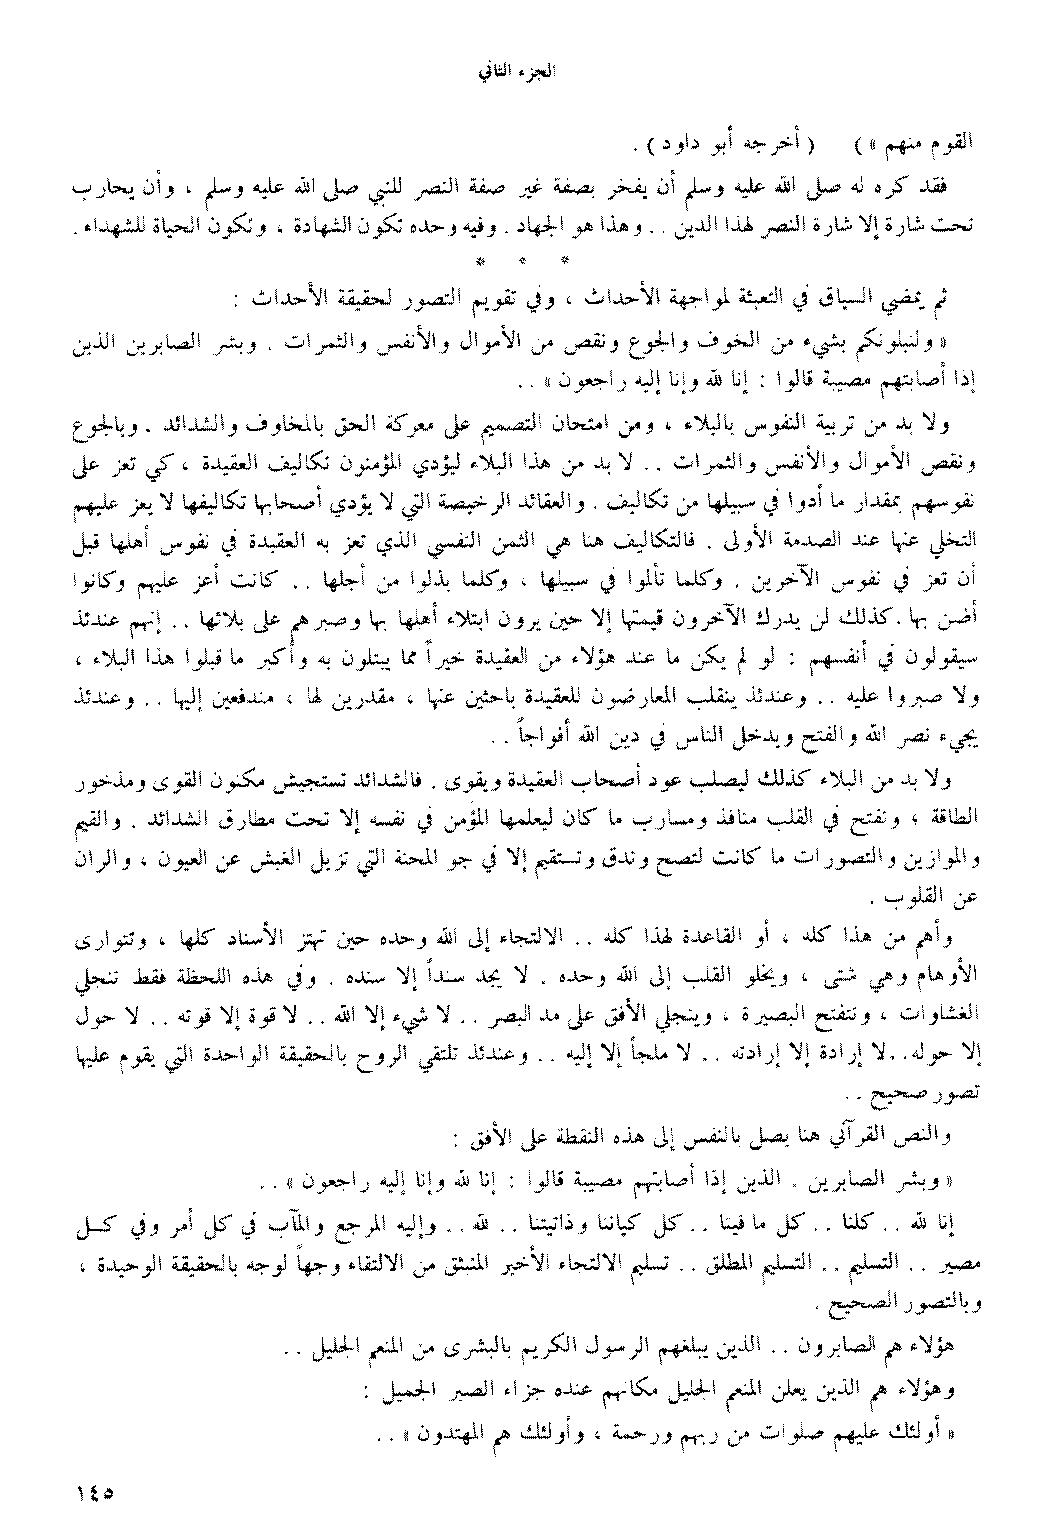 الجزء الثاني
القوم منهم » ) ( أخرجه أبو داود ) .
فقد كره له صلى الله عليه وسلم أن يفخر بصفة غير صفة النصر للنبي صلى الله عليه وسلم ، وأن يحارب
تحت شارة إلا شارة النصر لهذا الدين .. وهذا هو الجهاد . وفيه وحده تكون الشهادة ، وتكون الحياة للشهداء .
* * *
ثم يمضي السياق في التعبئة لمواجهة الأحداث ، وفي تقويم التصور لحقيقة الأحداث :
« ولنبلونكم بشيء من الخوف والجوع ونقص من الأموال والأنفس والثمرات . وبشر الصابرين الذين
إذا أصابتهم مصيبة قالوا : إنا لله وإنا إليه راجعون » ..
ولا بد من تربية النفوس بالبلاء ، ومن امتحان التصميم على معركة الحق بالمخاوف والشدائد . وبالجوع
ونقص الأموال والأنفس والثمرات .. لا بد من هذا البلاء ليؤدي المؤمنون تكاليف العقيدة ، كي تعز على
نفوسهم بمقدار ما أدوا في سبيلها من تكاليف . والعقائد الرخيصة التي لا يؤدي أصحابها تكاليفها لا يعز عليهم
التخلي عنها عند الصدمة الأولى . فالتكاليف هنا هي الثمن النفسي الذي تعز به العقيدة في نفوس أهلها قبل
أن تعز في نفوس الآخرين . وكلما تألموا في سبيلها ، وكلما بذلوا من أجلها .. كانت أعز عليهم وكانوا
أضن بها . كذلك لن يدرك الآخرون قيمتها إلا حين يرون ابتلاء أهلها بها وصبرهم على بلائها .. إنهم عندئذ
سيقولون في أنفسهم : لو لم يكن ما عند هؤلاء من العقيدة خيراً مما يبتلون به وأكبر ما قبلوا هذا البلاء ،
ولا صبروا عليه .. وعندئذ ينقلب المعارضون للعقيدة باحثين عنها ، مقدرين لها ، مندفعين إليها .. وعندئذ
يجيء نصر الله والفتح ويدخل الناس في دين الله أفواجاً ..
ولا بد من البلاء كذلك ليصلب عود أصحاب العقيدة ويقوى . فالشدائد تستجيش مكنون القوى ومذخور
الطاقة ، وتفتح في القلب منافذ ومسارب ما كان ليعلمها المؤمن في نفسه إلا تحت مطارق الشدائد . والقيم
والموازين والتصورات ما كانت لتصح وتدق وتستقيم إلا في جو المحنة التي تزيل الغبش عن العيون ، والران
عن القلوب .
وأهم من هذا كله ، أو القاعدة لهذا كله .. الالتجاء إلى الله وحده حين تهتز الأسناد كلها ، وتتوارى
الأوهام وهي شتى ، ويخلو القلب إلى الله وحده . لا يجد سنداً إلا سنده . وفي هذه اللحظة فقط تنجلي
الغشاوات ، وتتفتح البصيرة ، وينجلي الأفق على مد البصر .. لا شيء إلا الله .. لا قوة إلا قوته .. لا حول
إلا حوله .. لا إرادة إلا إرادته .. لا ملجأ إلا إليه .. وعندئذ تلتقي الروح بالحقيقة الواحدة التي يقوم عليها
تصور صحيح ..
والنص القرآني هنا يصل بالنفس إلى هذه النقطة على الأفق :
« وبشر الصابرين . الذين إذا أصابتهم مصيبة قالوا : إنا لله وإنا إليه راجعون » ..
إنا لله .. كلنا .. كل ما فينا .. كل كياننا وذاتيتنا .. لله .. وإليه المرجع والمآب في كل أمر وفي كل
مصير .. التسليم .. التسليم المطلق .. تسليم الالتجاء الأخير المنبثق من الالتقاء وجهاً لوجه بالحقيقة الوحيدة ،
وبالتصور الصحيح .
هؤلاء هم الصابرون .. الذين يبلغهم الرسول الكريم بالبشرى من المنعم الجليل ..
وهؤلاء هم الذين يعلن المنعم الجليل مكانهم عنده جزاء الصبر الجميل :
« أولئك عليهم صلوات من ربهم ورحمة ، وأولئك هم المهتدون » ..
١٤٥